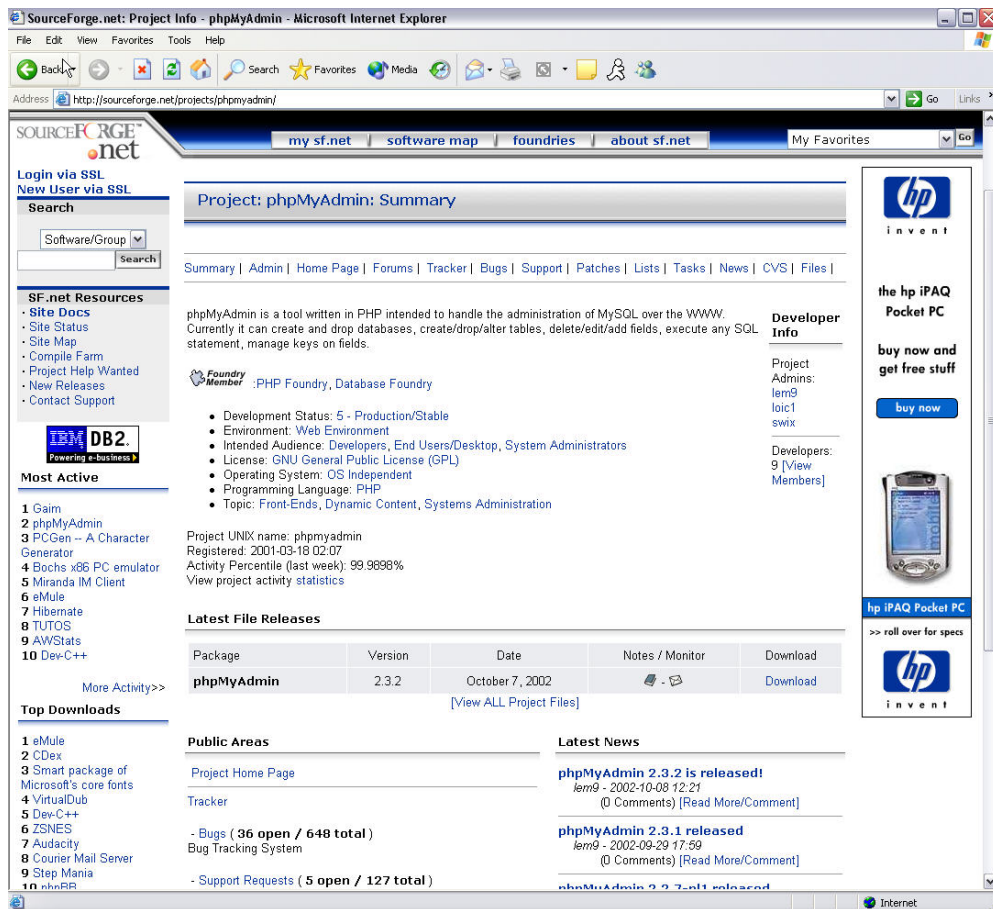 SourceForge.net: Project Info - phpMyAdmin - Microsoft Internet Explorer
File Edit View Favorites Tools Help
Back Search Favorites Media
Address http://sourceforge.net/projects/phpmyadmin/ Go Links
SOURCEFORGE™
.net
my sf.net software map foundries about sf.net
My Favorites Go
Login via SSL
New User via SSL
Search
Software/Group
Search
SF.net Resources
· Site Docs
· Site Status
· Site Map
· Compile Farm
· Project Help Wanted
· New Releases
· Contact Support
IBM DB2.
Powering e-business
Most Active
1 Gaim
2 phpMyAdmin
3 PCGen -- A Character
Generator
4 Bochs x86 PC emulator
5 Miranda IM Client
6 eMule
7 Hibernate
8 TUTOS
9 AWStats
10 Dev-C++
More Activity>>
Top Downloads
1 eMule
2 CDex
3 Smart package of
Microsoft's core fonts
4 VirtualDub
5 Dev-C++
6 ZSNES
7 Audacity
8 Courier Mail Server
9 Step Mania
10 phpBB
Project: phpMyAdmin: Summary
Summary | Admin | Home Page | Forums | Tracker | Bugs | Support | Patches | Lists | Tasks | News | CVS | Files |
phpMyAdmin is a tool written in PHP intended to handle the administration of MySQL over the WWW.
Currently it can create and drop databases, create/drop/alter tables, delete/edit/add fields, execute any SQL
statement, manage keys on fields.
Foundry
Member :PHP Foundry, Database Foundry
• Development Status: 5 - Production/Stable
• Environment: Web Environment
• Intended Audience: Developers, End Users/Desktop, System Administrators
• License: GNU General Public License (GPL)
• Operating System: OS Independent
• Programming Language: PHP
• Topic: Front-Ends, Dynamic Content, Systems Administration
Project UNIX name: phpmyadmin
Registered: 2001-03-18 02:07
Activity Percentile (last week): 99.9898%
View project activity statistics
Developer
Info
Project
Admins:
lem9
loic1
swix
Developers:
9 [View
Members]
Latest File Releases
Package Version Date Notes / Monitor Download
phpMyAdmin 2.3.2 October 7, 2002 - Download
[View ALL Project Files]
Public Areas
Project Home Page
Tracker
- Bugs ( 36 open / 648 total )
Bug Tracking System
- Support Requests ( 5 open / 127 total )
Latest News
phpMyAdmin 2.3.2 is released!
lem9 - 2002-10-08 12:21
(0 Comments) [Read More/Comment]
phpMyAdmin 2.3.1 released
lem9 - 2002-09-29 17:59
(0 Comments) [Read More/Comment]
phpMyAdmin 2.2.7-pl1 released
hp
invent
the hp iPAQ
Pocket PC
buy now and
get free stuff
buy now
mobile
hp iPAQ Pocket PC
>> roll over for specs
hp
invent
Internet